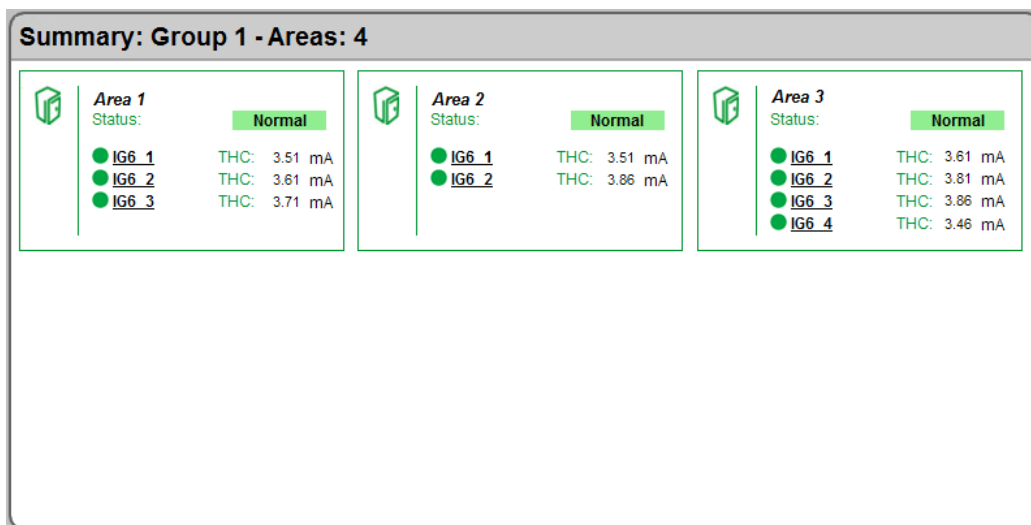 Summary: Group 1 - Areas: 4
Area 1
Status: Normal
IG6_1 THC: 3.51 mA
IG6_2 THC: 3.61 mA
IG6_3 THC: 3.71 mA
Area 2
Status: Normal
IG6_1 THC: 3.51 mA
IG6_2 THC: 3.86 mA
Area 3
Status: Normal
IG6_1 THC: 3.61 mA
IG6_2 THC: 3.81 mA
IG6_3 THC: 3.86 mA
IG6_4 THC: 3.46 mA